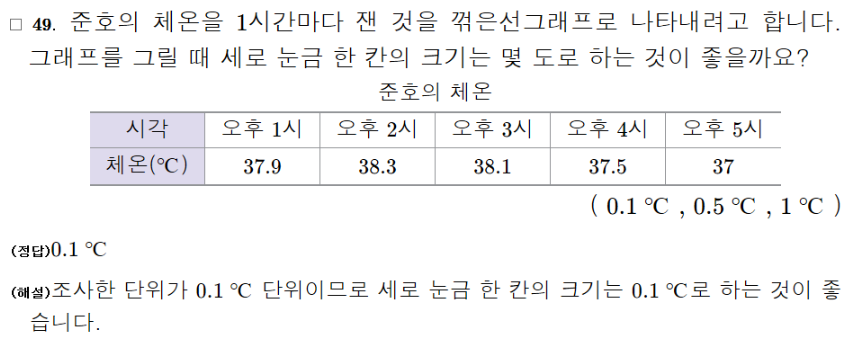 □ 49. 준호의 체온을 1시간마다 잰 것을 꺾은선그래프로 나타내려고 합니다.
그래프를 그릴 때 세로 눈금 한 칸의 크기는 몇 도로 하는 것이 좋을까요?
준호의 체온
시각 오후 1시 오후 2시 오후 3시 오후 4시 오후 5시
체온(℃) 37.9 38.3 38.1 37.5 37
( 0.1 ℃ , 0.5 ℃ , 1 ℃ )
(정답)0.1 ℃
(해설)조사한 단위가 0.1 ℃ 단위이므로 세로 눈금 한 칸의 크기는 0.1 ℃로 하는 것이 좋
습니다.